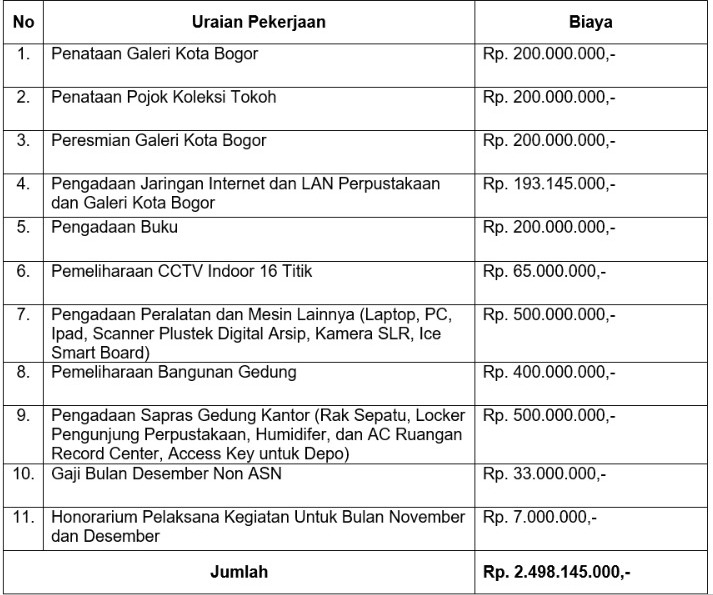 No Uraian Pekerjaan Biaya
1. Penataan Galeri Kota Bogor Rp. 200.000.000,-
2. Penataan Pojok Koleksi Tokoh Rp. 200.000.000,-
3. Peresmian Galeri Kota Bogor Rp. 200.000.000,-
4. Pengadaan Jaringan Internet dan LAN Perpustakaan Rp. 193.145.000,-
dan Galeri Kota Bogor
5. Pengadaan Buku Rp. 200.000.000,-
6. Pemeliharaan CCTV Indoor 16 Titik Rp. 65.000.000,-
7. Pengadaan Peralatan dan Mesin Lainnya (Laptop, PC, Rp. 500.000.000,-
Ipad, Scanner Plustek Digital Arsip, Kamera SLR, Ice
Smart Board)
8. Pemeliharaan Bangunan Gedung Rp. 400.000.000,-
9. Pengadaan Sapras Gedung Kantor (Rak Sepatu, Locker Rp. 500.000.000,-
Pengunjung Perpustakaan, Humidifer, dan AC Ruangan
Record Center, Access Key untuk Depo)
10. Gaji Bulan Desember Non ASN Rp. 33.000.000,-
11. Honorarium Pelaksana Kegiatan Untuk Bulan November Rp. 7.000.000,-
dan Desember
Jumlah Rp. 2.498.145.000,-